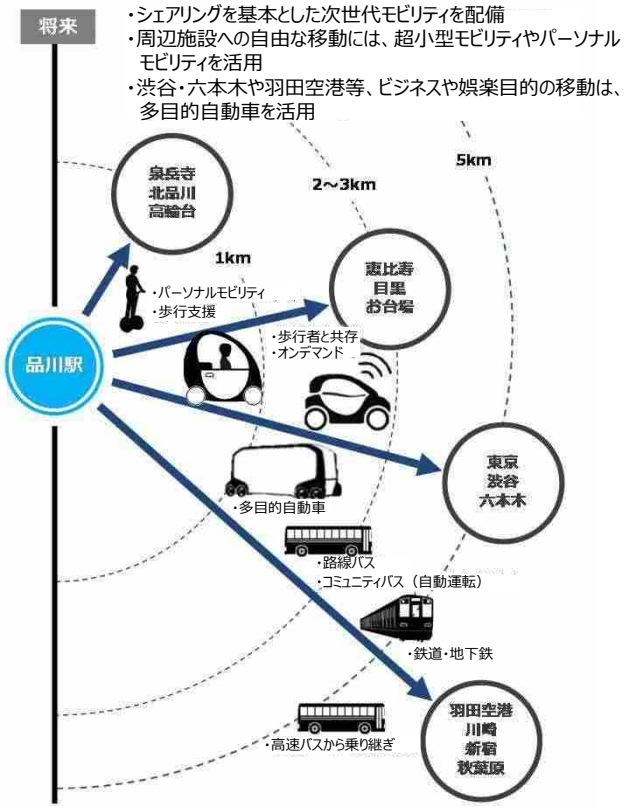 将来
・シェアリングを基本とした次世代モビリティを配備
・周辺施設への自由な移動には、超小型モビリティやパーソナル
モビリティを活用
・渋谷・六本木や羽田空港等、ビジネスや娯楽目的の移動は、
多目的自動車を活用
5km
2～3km
1km
泉岳寺
北品川
高輪台
恵比寿
目黒
お台場
・パーソナルモビリティ
・歩行支援
・歩行者と共存
・オンデマンド
品川駅
東京
渋谷
六本木
・多目的自動車
・路線バス
・コミュニティバス（自動運転）
・鉄道・地下鉄
・高速バスから乗り継ぎ
羽田空港
川崎
新宿
秋葉原